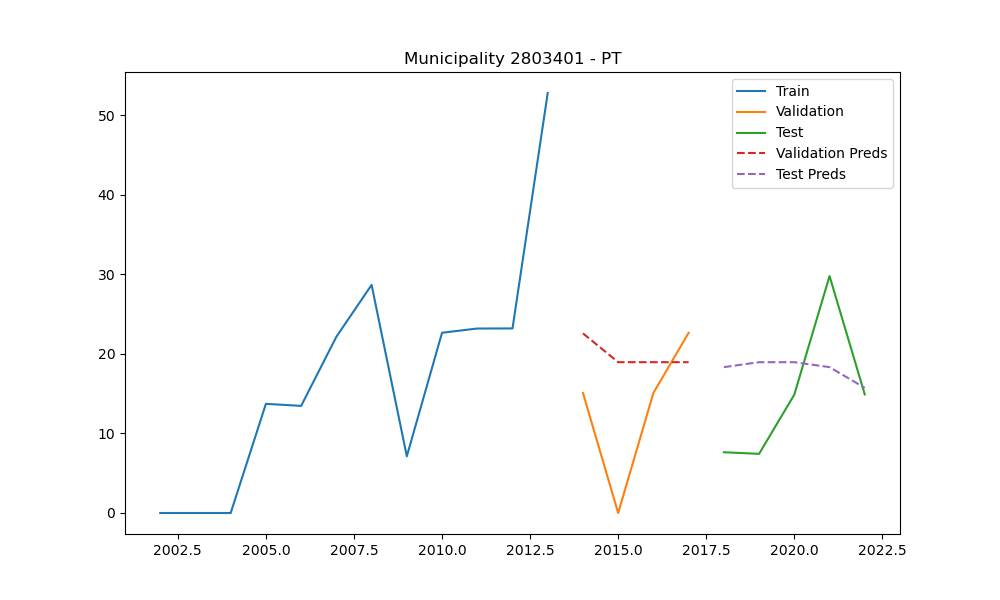 Municipality 2803401 - PT
Train
Validation
Test
Validation Preds
Test Preds
50
40
30
20
10
0
2002.5 2005.0 2007.5 2010.0 2012.5 2015.0 2017.5 2020.0 2022.5